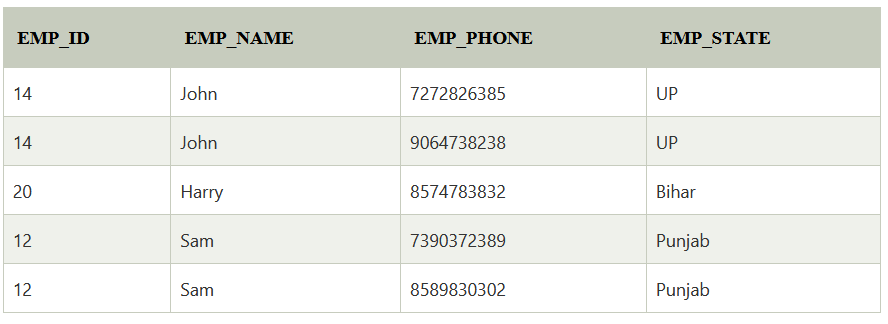 EMP_ID EMP_NAME EMP_PHONE EMP_STATE
14 John 7272826385 UP
14 John 9064738238 UP
20 Harry 8574783832 Bihar
12 Sam 7390372389 Punjab
12 Sam 8589830302 Punjab